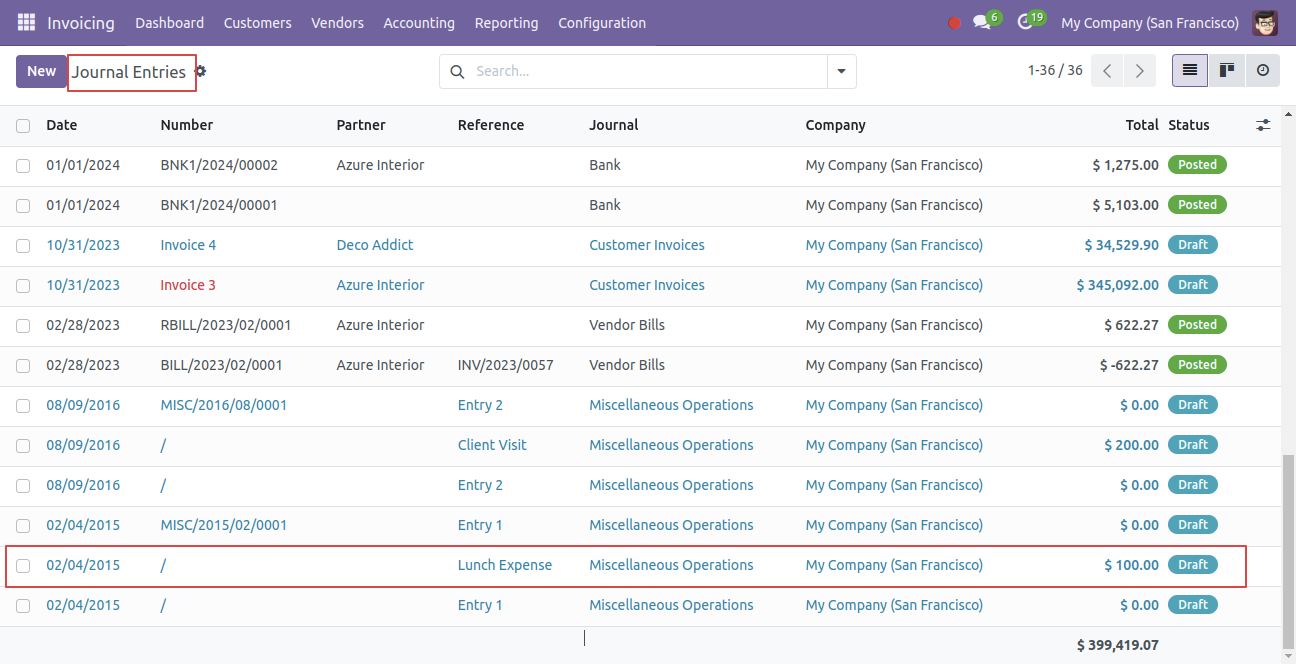 Invoicing Dashboard Customers Vendors Accounting Reporting Configuration 6 19 My Company (San Francisco)
New Journal Entries Search... 1-36 / 36
Date Number Partner Reference Journal Company Total Status
01/01/2024 BNK1/2024/00002 Azure Interior Bank My Company (San Francisco) $ 1,275.00 Posted
01/01/2024 BNK1/2024/00001 Bank My Company (San Francisco) $ 5,103.00 Posted
10/31/2023 Invoice 4 Deco Addict Customer Invoices My Company (San Francisco) $ 34,529.90 Draft
10/31/2023 Invoice 3 Azure Interior Customer Invoices My Company (San Francisco) $ 345,092.00 Draft
02/28/2023 RBILL/2023/02/0001 Azure Interior Vendor Bills My Company (San Francisco) $ 622.27 Posted
02/28/2023 BILL/2023/02/0001 Azure Interior INV/2023/0057 Vendor Bills My Company (San Francisco) $ -622.27 Posted
08/09/2016 MISC/2016/08/0001 Entry 2 Miscellaneous Operations My Company (San Francisco) $ 0.00 Draft
08/09/2016 / Client Visit Miscellaneous Operations My Company (San Francisco) $ 200.00 Draft
08/09/2016 / Entry 2 Miscellaneous Operations My Company (San Francisco) $ 0.00 Draft
02/04/2015 MISC/2015/02/0001 Entry 1 Miscellaneous Operations My Company (San Francisco) $ 0.00 Draft
02/04/2015 / Lunch Expense Miscellaneous Operations My Company (San Francisco) $ 100.00 Draft
02/04/2015 / Entry 1 Miscellaneous Operations My Company (San Francisco) $ 0.00 Draft
$ 399,419.07